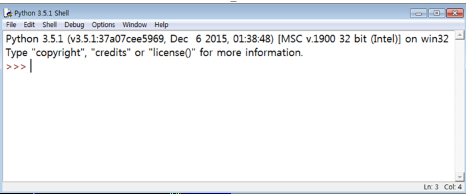 Python 3.5.1 Shell
File Edit Shell Debug Options Window Help
Python 3.5.1 (v3.5.1:37a07cee5969, Dec  6 2015, 01:38:48) [MSC v.1900 32 bit (Intel)] on win32
Type "copyright", "credits" or "license()" for more information.
>>>
Ln: 3 Col: 4